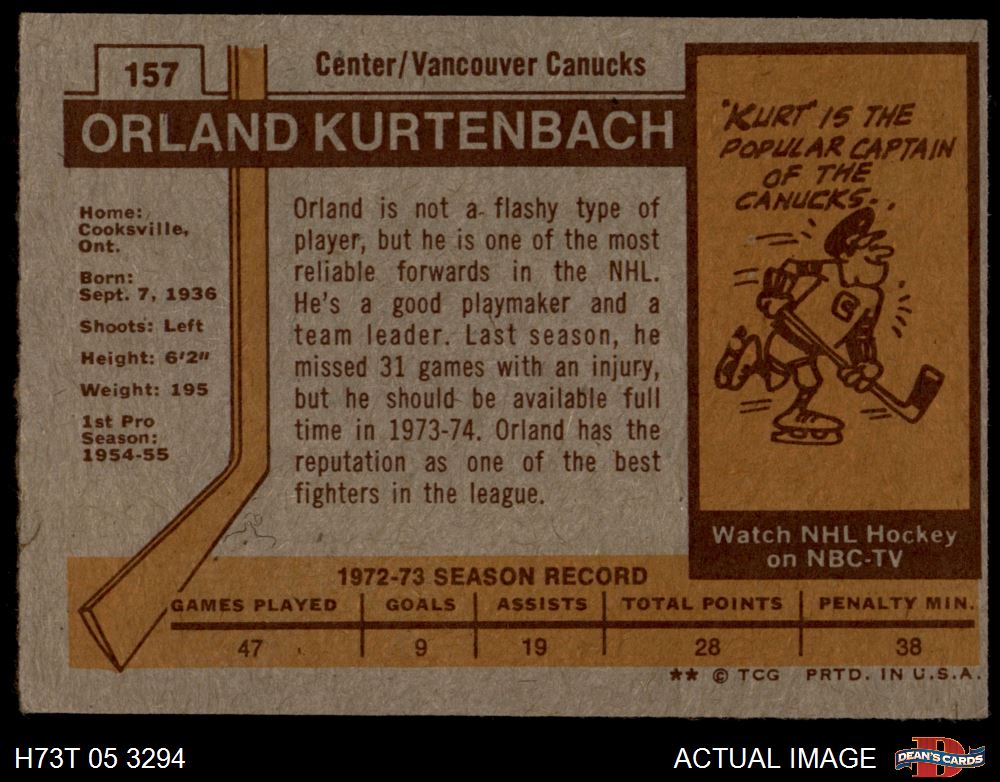 157
Center/Vancouver Canucks
ORLAND KURTENBACH
Home:
Cooksville,
Ont.
Born:
Sept. 7, 1936
Shoots: Left
Height: 6'2"
Weight: 195
1st Pro
Season:
1954-55
Orland is not a flashy type of
player, but he is one of the most
reliable forwards in the NHL.
He's a good playmaker and a
team leader. Last season, he
missed 31 games with an injury,
but he should be available full
time in 1973-74. Orland has the
reputation as one of the best
fighters in the league.
"KURT" IS THE
POPULAR CAPTAIN
OF THE
CANUCKS..
C
Watch NHL Hockey
on NBC-TV
1972-73 SEASON RECORD
GAMES PLAYED GOALS ASSISTS TOTAL POINTS PENALTY MIN.
47 9 19 28 38
** © TCG PRTD. IN U.S.A.
H73T 05 3294
ACTUAL IMAGE
D
DEAN'S CARDS